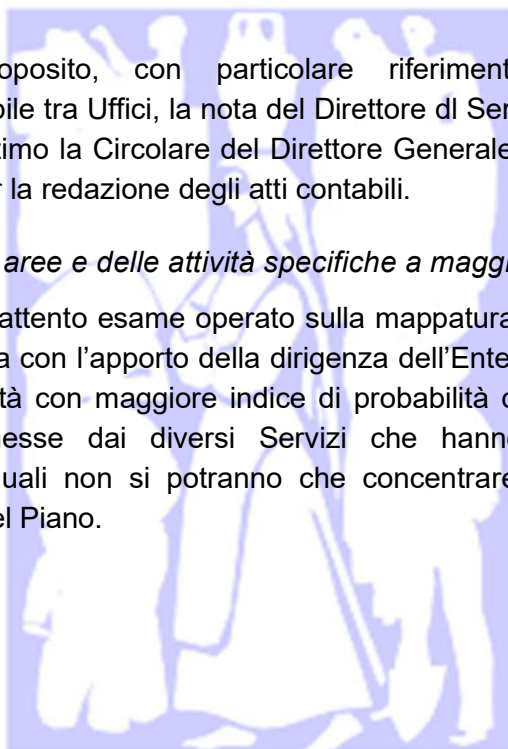 oposito, con particolare riferiment
bile tra Uffici, la nota del Direttore dl Ser
timo la Circolare del Direttore Generale
r la redazione degli atti contabili.
aree e delle attività specifiche a maggi
attento esame operato sulla mappatura
a con l’apporto della dirigenza dell’Ente
tà con maggiore indice di probabilità
esse dai diversi Servizi che hann
uali non si potranno che concentrare
el Piano.